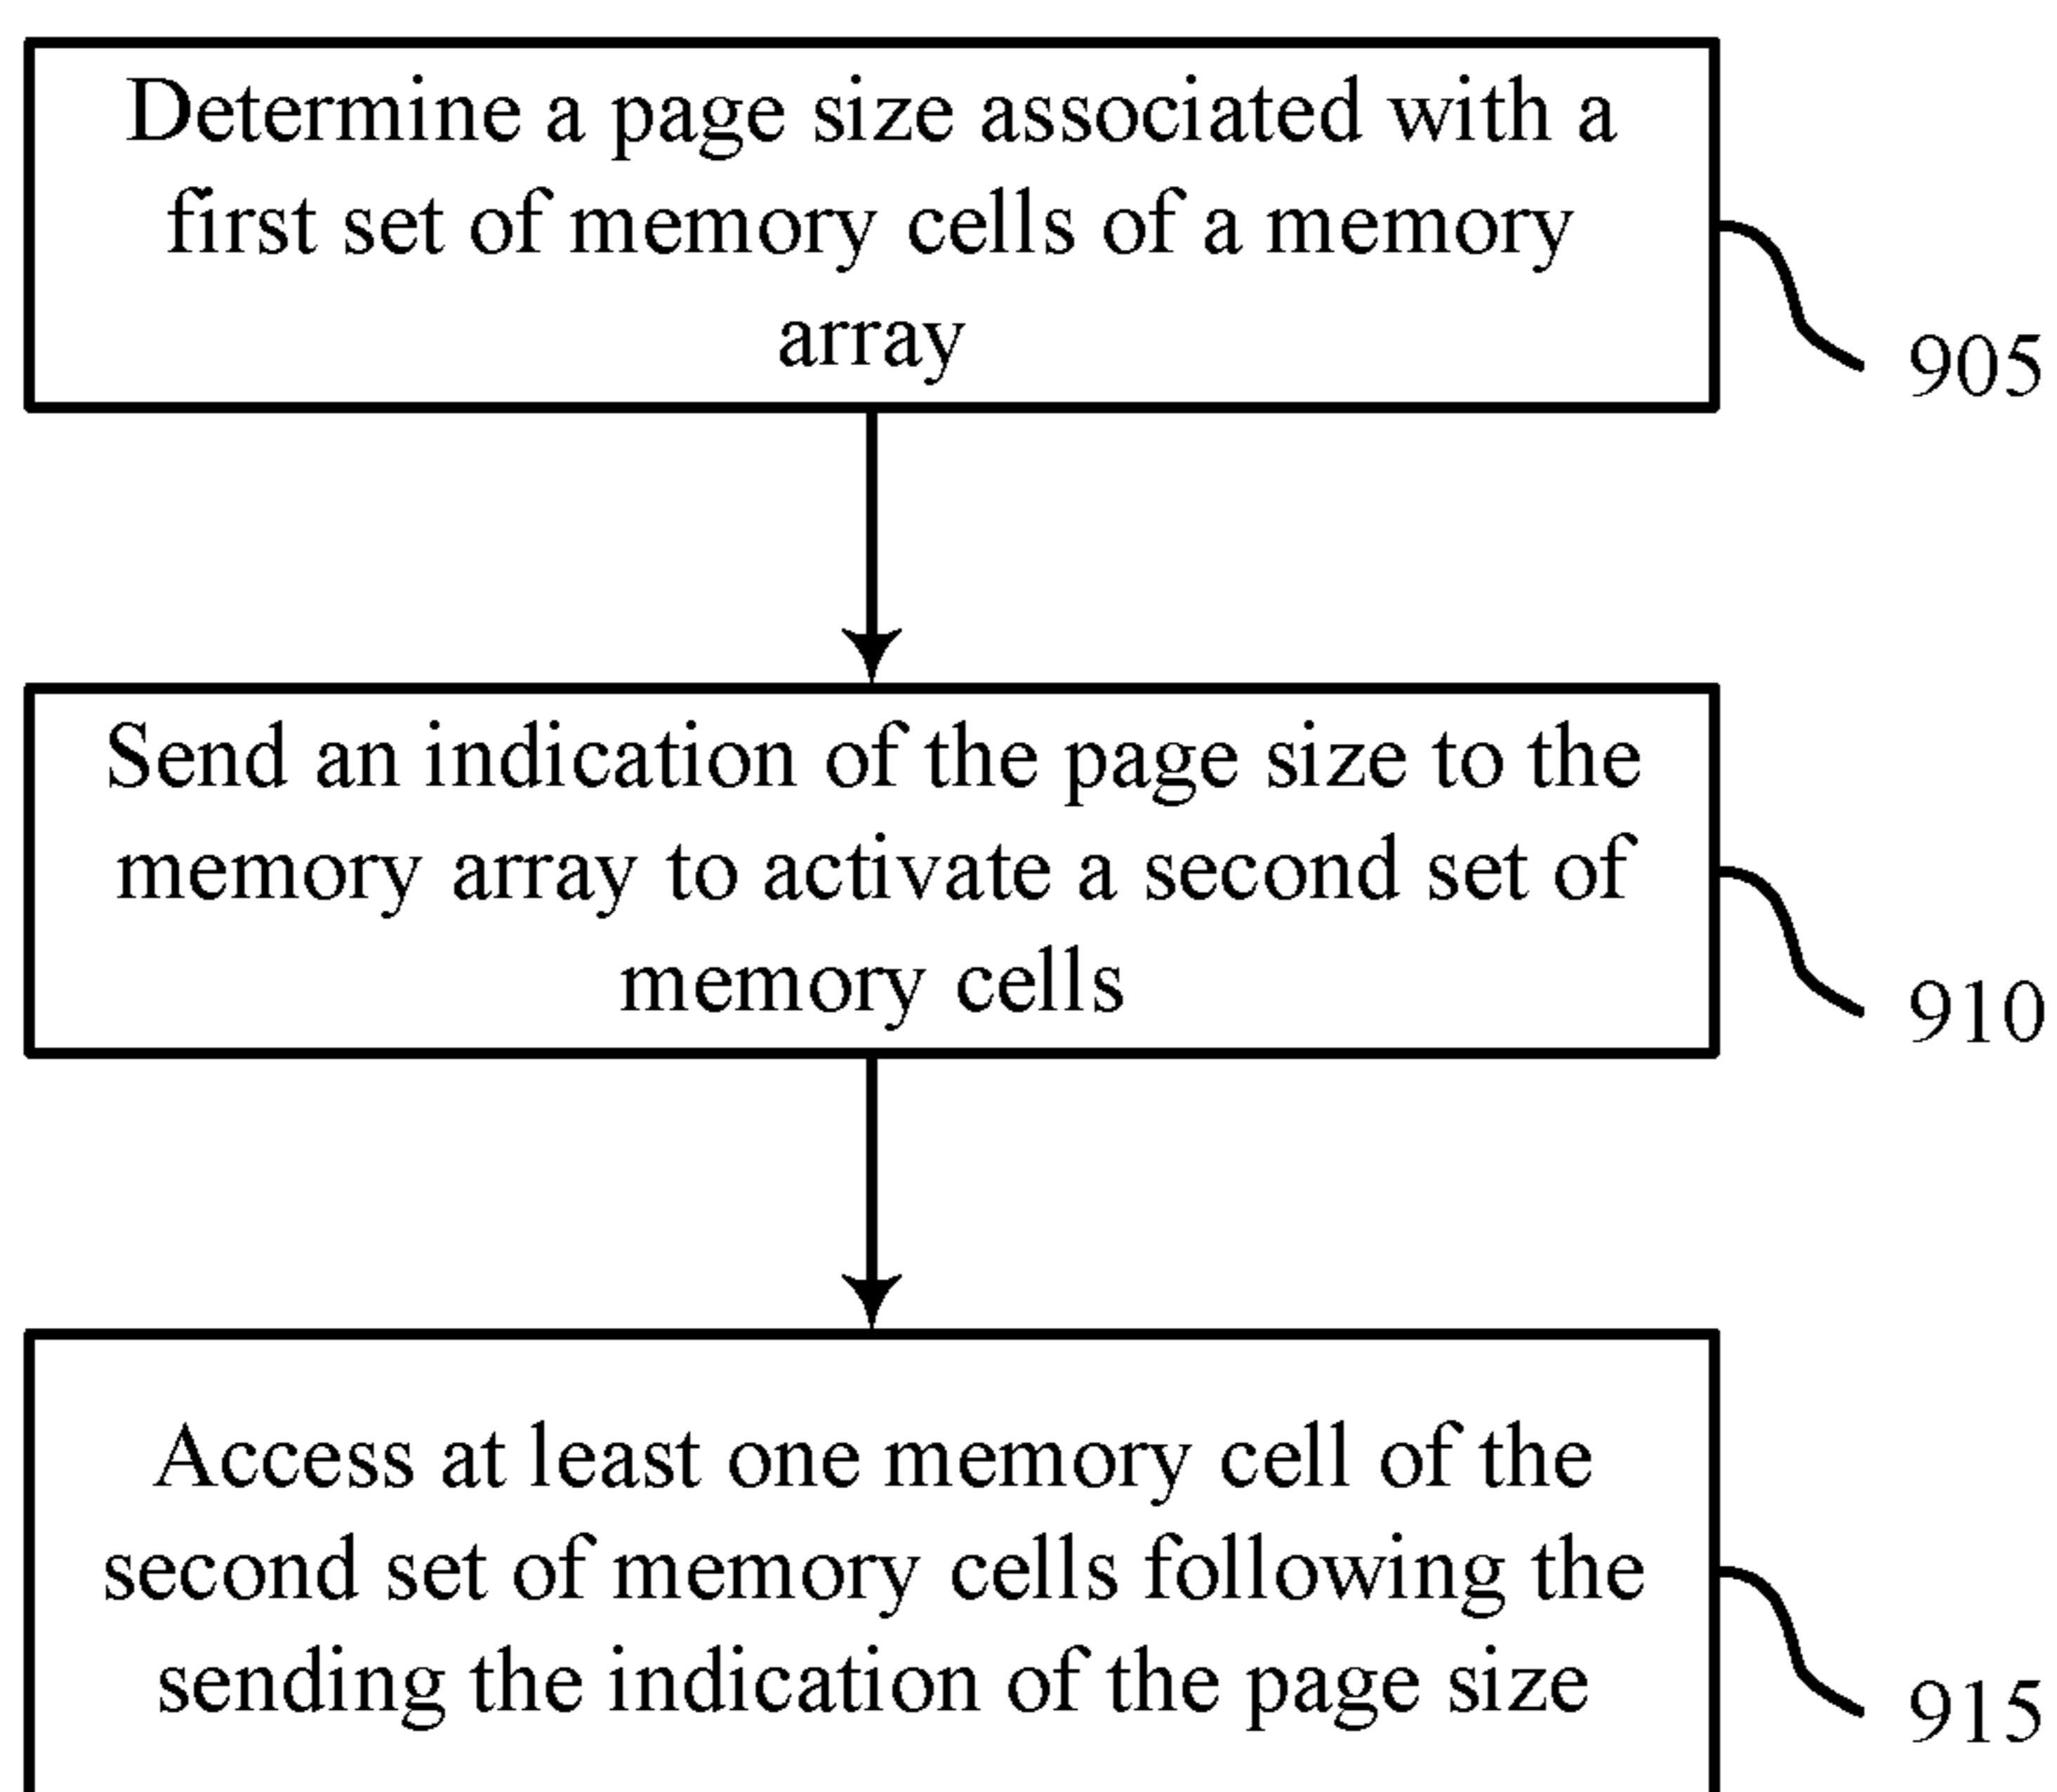 Determine a page size associated with a
first set of memory cells of a memory
array
905
Send an indication of the page size to the
memory array to activate a second set of
memory cells
910
Access at least one memory cell of the
second set of memory cells following the
sending the indication of the page size
915